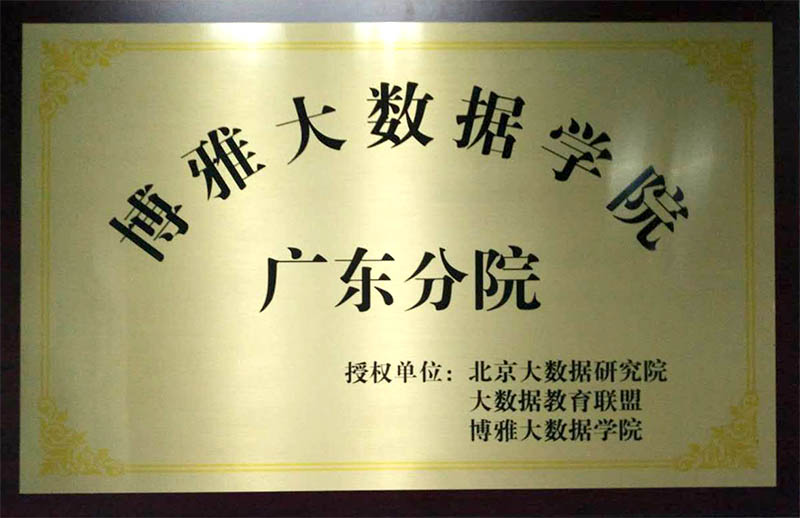 博雅大数据学院
广东分院
授权单位：北京大数据研究院
大数据教育联盟
博雅大数据学院